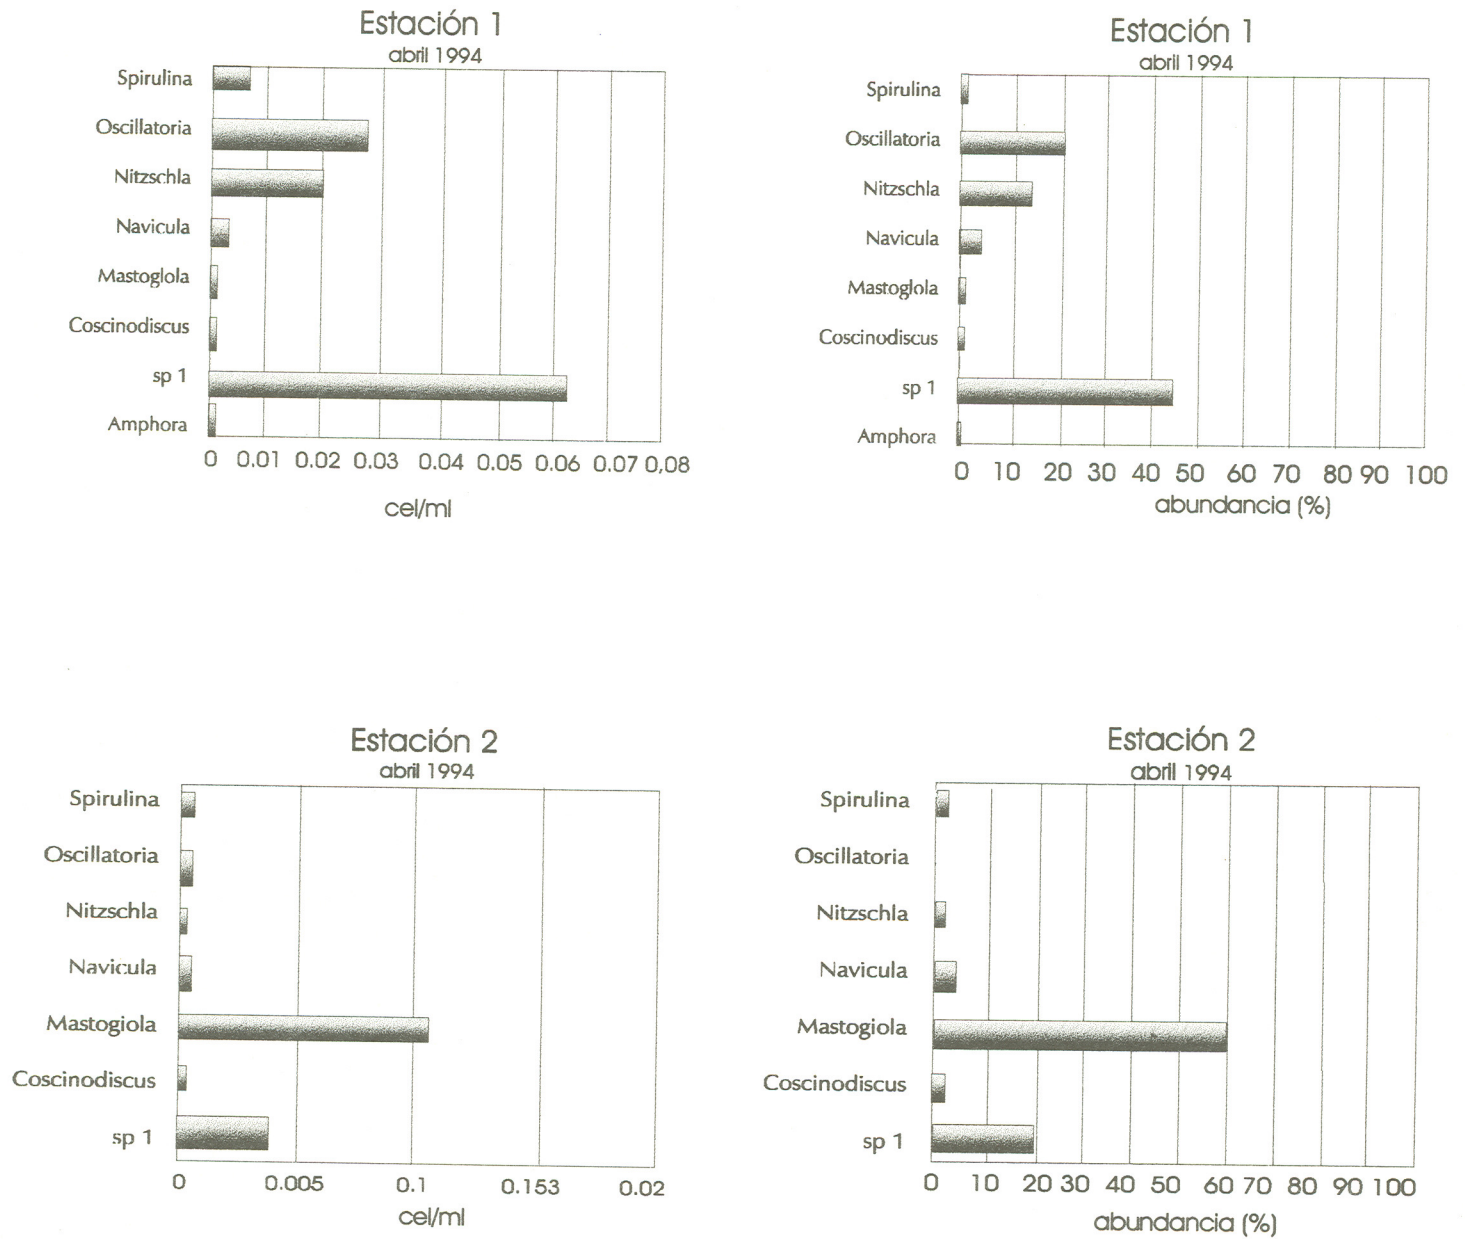 Estación 1
abril 1994
Spirulina
Oscillatoria
Nitzschla
Navicula
Mastoglola
Coscinodiscus
sp 1
Amphora
0 0.01 0.02 0.03 0.04 0.05 0.06 0.07 0,08
cel/ml
Estación 1
abril 1994
Spirulina
Oscillatoria
Nitzschla
Navicula
Mastoglola
Coscinodiscus
sp 1
Amphora
0 10 20 30 40 50 60 70 80 90 100
abundancia (%)
Estación 2
abril 1994
Spirulina
Oscillatoria
Nitzschla
Navicula
Mastogiola
Coscinodiscus
sp 1
0 0.005 0.1 0.153 0.02
cel/ml
Estación 2
abril 1994
Spirulina
Oscillatoria
Nitzschla
Navicula
Mastogiola
Coscinodiscus
sp 1
0 10 20 30 40 50 60 70 80 90 100
abundancia (%)